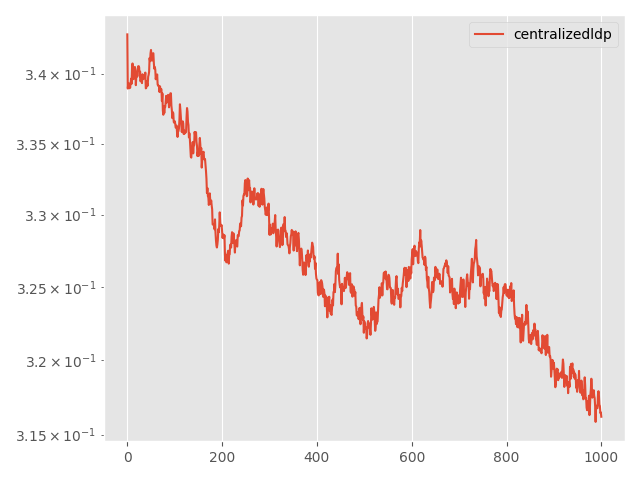 centralizedldp
3.4 × 10⁻¹
3.35 × 10⁻¹
3.3 × 10⁻¹
3.25 × 10⁻¹
3.2 × 10⁻¹
3.15 × 10⁻¹
0 200 400 600 800 1000